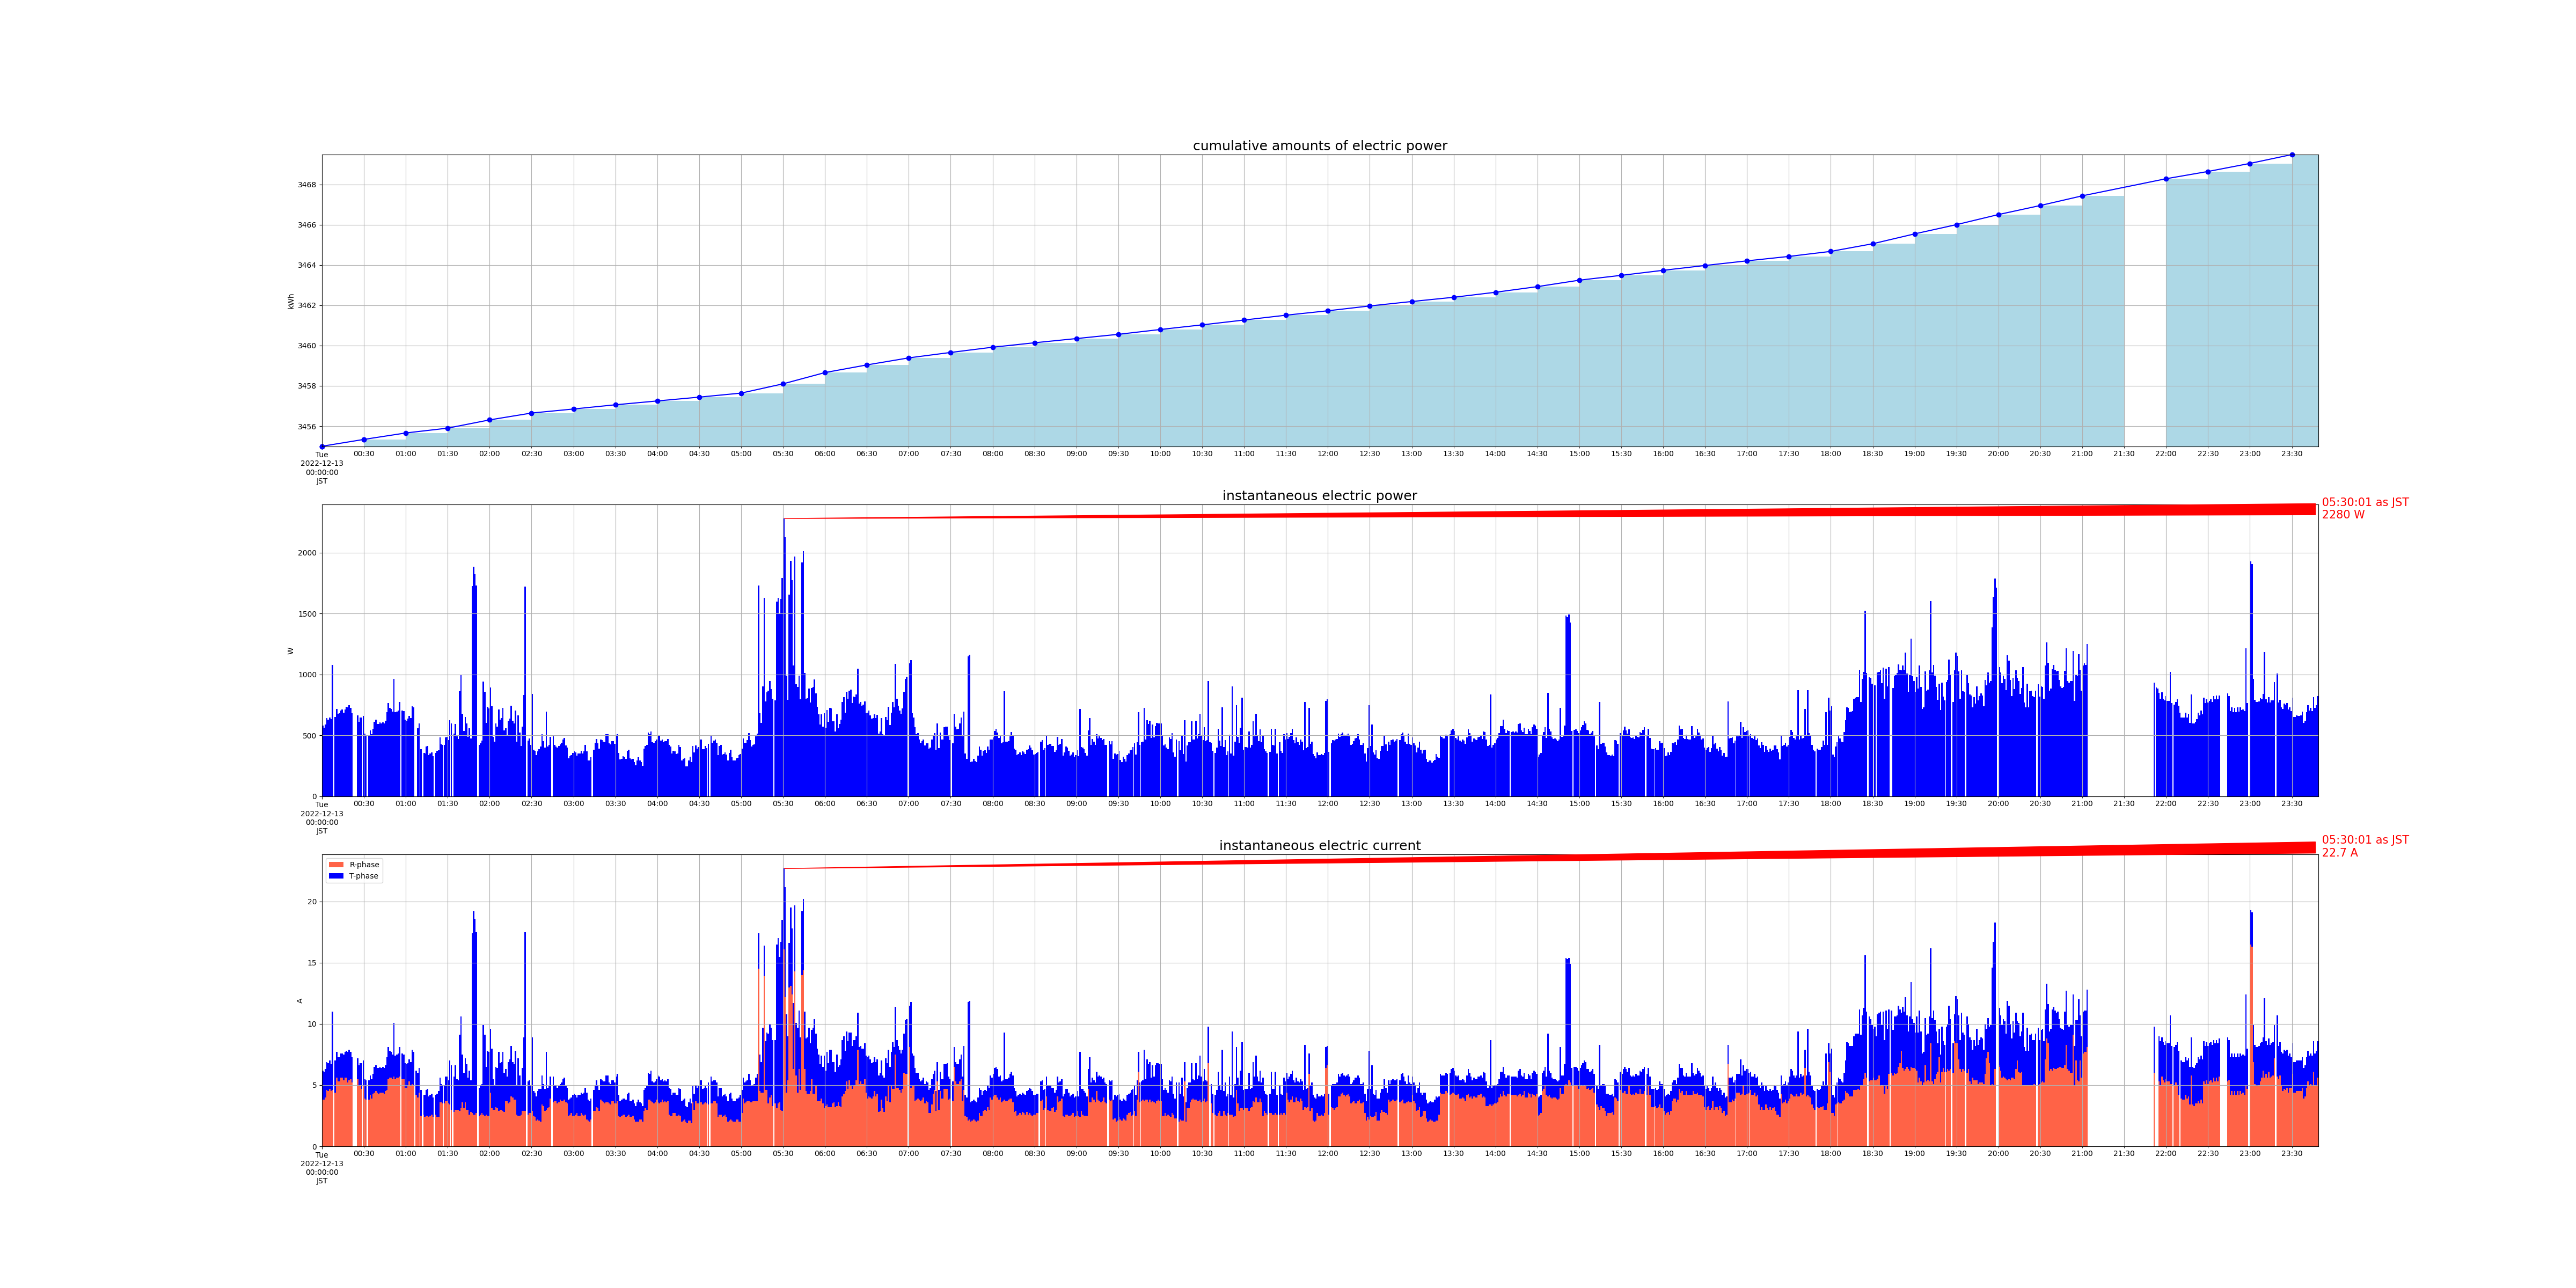 cumulative amounts of electric power
3468
3466
3464
3462
3460
3458
3456
kWh
Tue
2022-12-13
00:00:00
JST
00:30 01:00 01:30 02:00 02:30 03:00 03:30 04:00 04:30 05:00 05:30 06:00 06:30 07:00 07:30 08:00 08:30 09:00 09:30 10:00 10:30 11:00 11:30 12:00 12:30 13:00 13:30 14:00 14:30 15:00 15:30 16:00 16:30 17:00 17:30 18:00 18:30 19:00 19:30 20:00 20:30 21:00 21:30 22:00 22:30 23:00 23:30
instantaneous electric power
05:30:01 as JST
2280 W
2000
1500
1000
500
0
W
Tue
2022-12-13
00:00:00
JST
00:30 01:00 01:30 02:00 02:30 03:00 03:30 04:00 04:30 05:00 05:30 06:00 06:30 07:00 07:30 08:00 08:30 09:00 09:30 10:00 10:30 11:00 11:30 12:00 12:30 13:00 13:30 14:00 14:30 15:00 15:30 16:00 16:30 17:00 17:30 18:00 18:30 19:00 19:30 20:00 20:30 21:00 21:30 22:00 22:30 23:00 23:30
instantaneous electric current
05:30:01 as JST
22.7 A
R-phase
T-phase
20
15
10
5
0
A
Tue
2022-12-13
00:00:00
JST
00:30 01:00 01:30 02:00 02:30 03:00 03:30 04:00 04:30 05:00 05:30 06:00 06:30 07:00 07:30 08:00 08:30 09:00 09:30 10:00 10:30 11:00 11:30 12:00 12:30 13:00 13:30 14:00 14:30 15:00 15:30 16:00 16:30 17:00 17:30 18:00 18:30 19:00 19:30 20:00 20:30 21:00 21:30 22:00 22:30 23:00 23:30